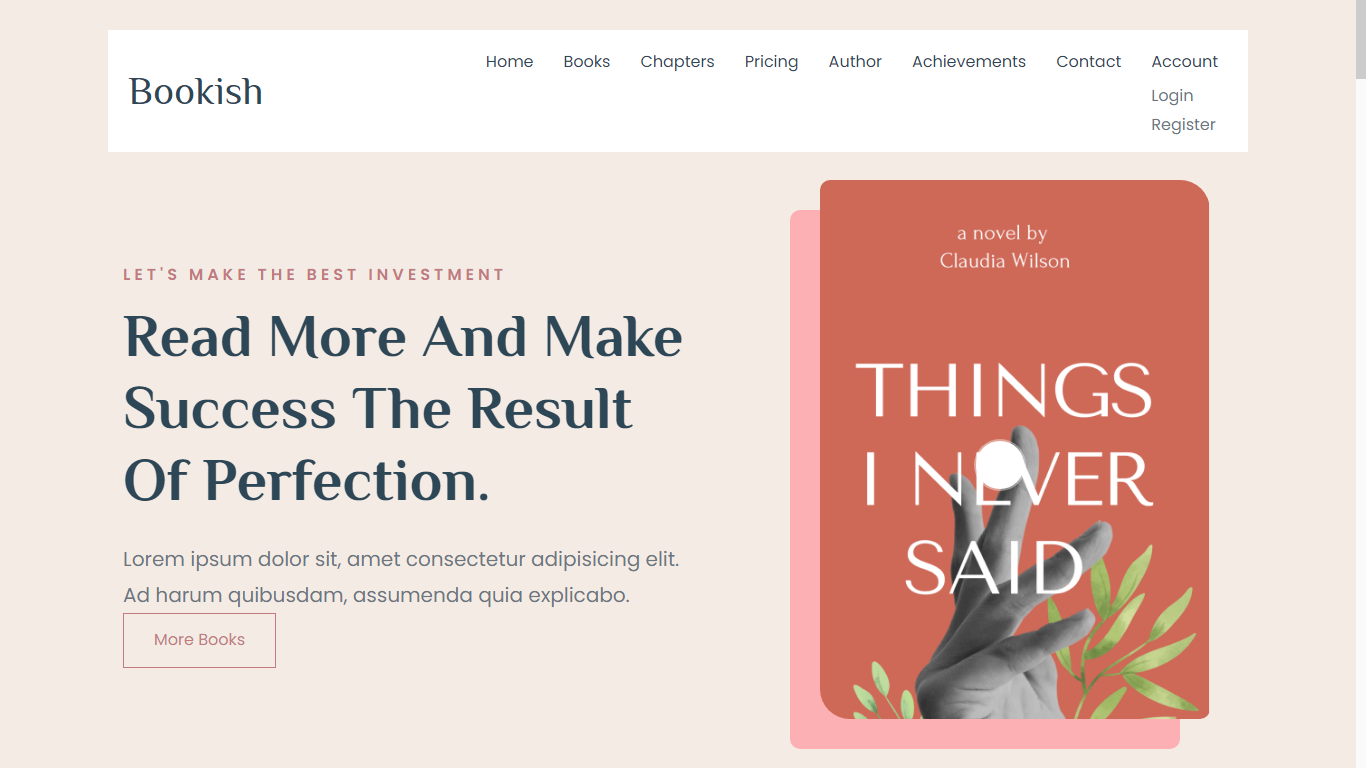 Bookish
Home Books Chapters Pricing Author Achievements Contact Account
Login
Register
LET'S MAKE THE BEST INVESTMENT
Read More And Make
Success The Result
Of Perfection.
Lorem ipsum dolor sit, amet consectetur adipisicing elit.
Ad harum quibusdam, assumenda quia explicabo.
More Books
a novel by
Claudia Wilson
THINGS
I NEVER
SAID